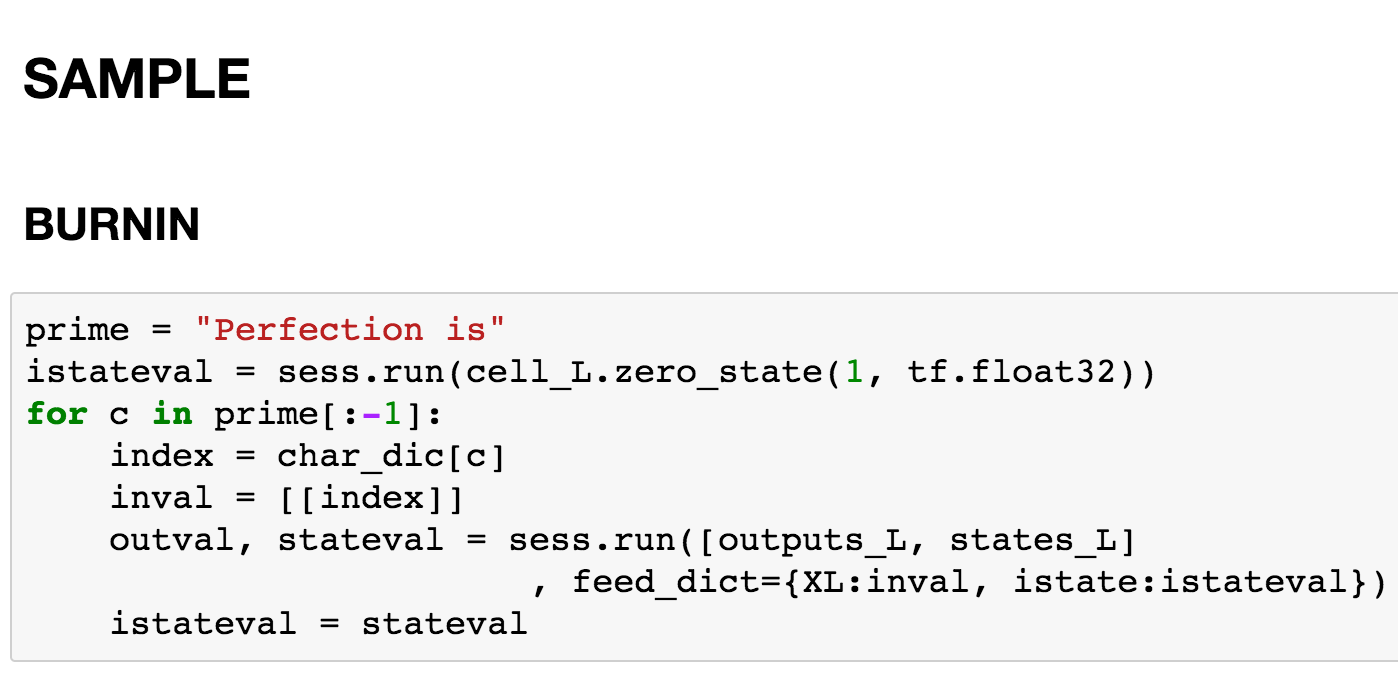 SAMPLE
BURNIN
prime = "Perfection is"
istateval = sess.run(cell_L.zero_state(1, tf.float32))
for c in prime[:-1]:
    index = char_dic[c]
    inval = [[index]]
    outval, stateval = sess.run([outputs_L, states_L]
                        , feed_dict={XL:inval, istate:istateval})
    istateval = stateval